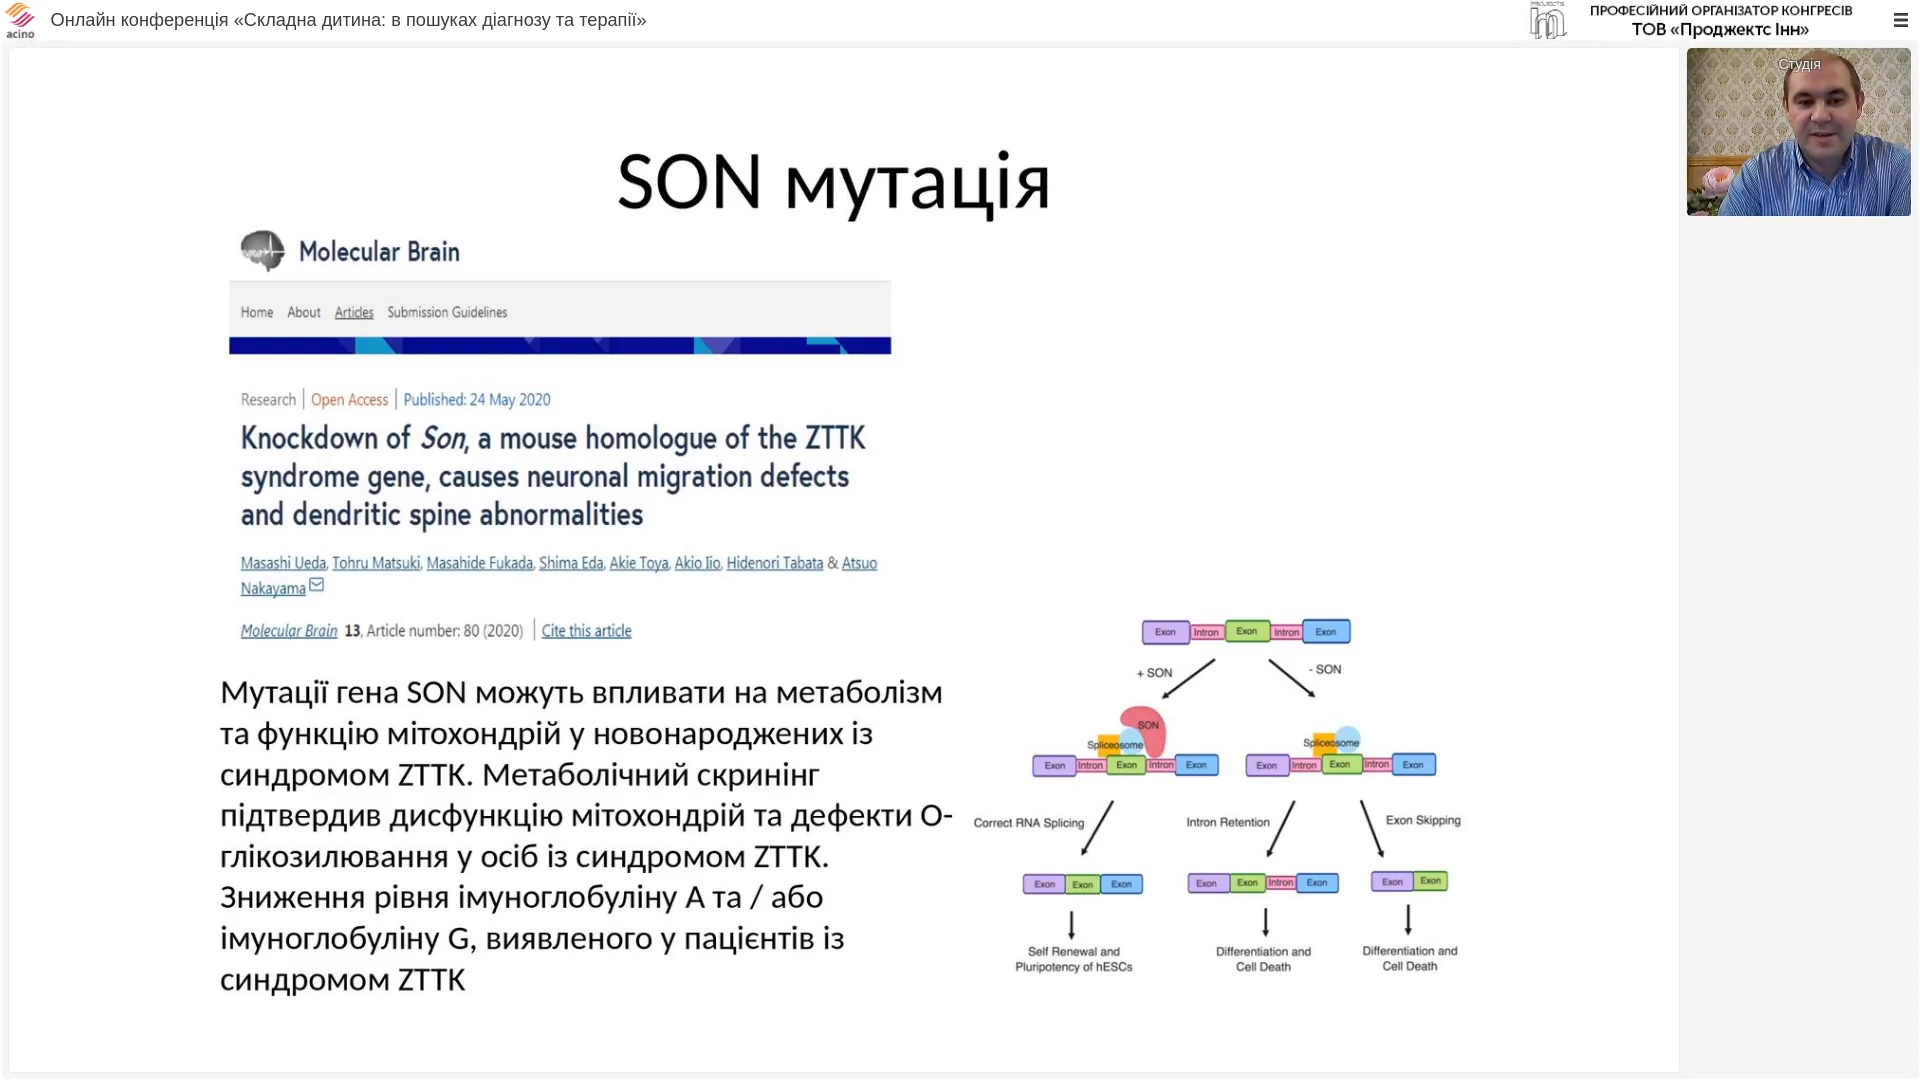 acino
Онлайн конференція «Складна дитина: в пошуках діагнозу та терапії»
PROJECTS
ПРОФЕСІЙНИЙ ОРГАНІЗАТОР КОНГРЕСІВ
ТОВ «Проджектс Інн»
Студія
SON мутація
Molecular Brain
Home About Articles Submission Guidelines
Research | Open Access | Published: 24 May 2020
Knockdown of Son, a mouse homologue of the ZTTK
syndrome gene, causes neuronal migration defects
and dendritic spine abnormalities
Masashi Ueda, Tohru Matsuki, Masahide Fukada, Shima Eda, Akie Toya, Akio Iio, Hidenori Tabata & Atsuo
Nakayama
Molecular Brain 13, Article number: 80 (2020) | Cite this article
Мутації гена SON можуть впливати на метаболізм
та функцію мітохондрій у новонароджених із
синдромом ZTTK. Метаболічний скринінг
підтвердив дисфункцію мітохондрій та дефекти О-
глікозилювання у осіб із синдромом ZTTK.
Зниження рівня імуноглобуліну А та / або
імуноглобуліну G, виявленого у пацієнтів із
синдромом ZTTK
Exon Intron Exon Intron Exon
+ SON - SON
SON
Spliceosome Spliceosome
Exon Intron Exon Intron Exon Exon Intron Exon Intron Exon
Correct RNA Splicing Intron Retention Exon Skipping
Exon Exon Exon Exon Exon Intron Exon Exon Exon
Self Renewal and Differentiation and Differentiation and
Pluripotency of hESCs Cell Death Cell Death